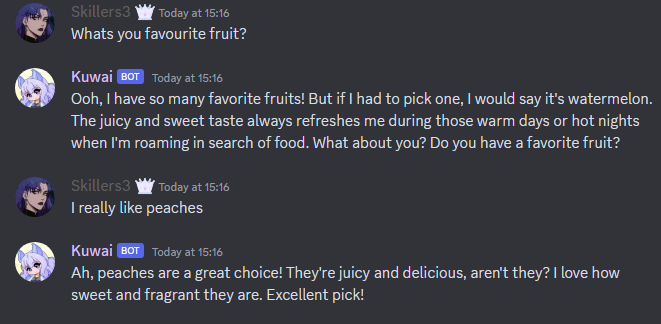 Skillers3 Today at 15:16
Whats you favourite fruit?
Kuwai BOT Today at 15:16
Ooh, I have so many favorite fruits! But if I had to pick one, I would say it's watermelon.
The juicy and sweet taste always refreshes me during those warm days or hot nights
when I'm roaming in search of food. What about you? Do you have a favorite fruit?
Skillers3 Today at 15:16
I really like peaches
Kuwai BOT Today at 15:16
Ah, peaches are a great choice! They're juicy and delicious, aren't they? I love how
sweet and fragrant they are. Excellent pick!